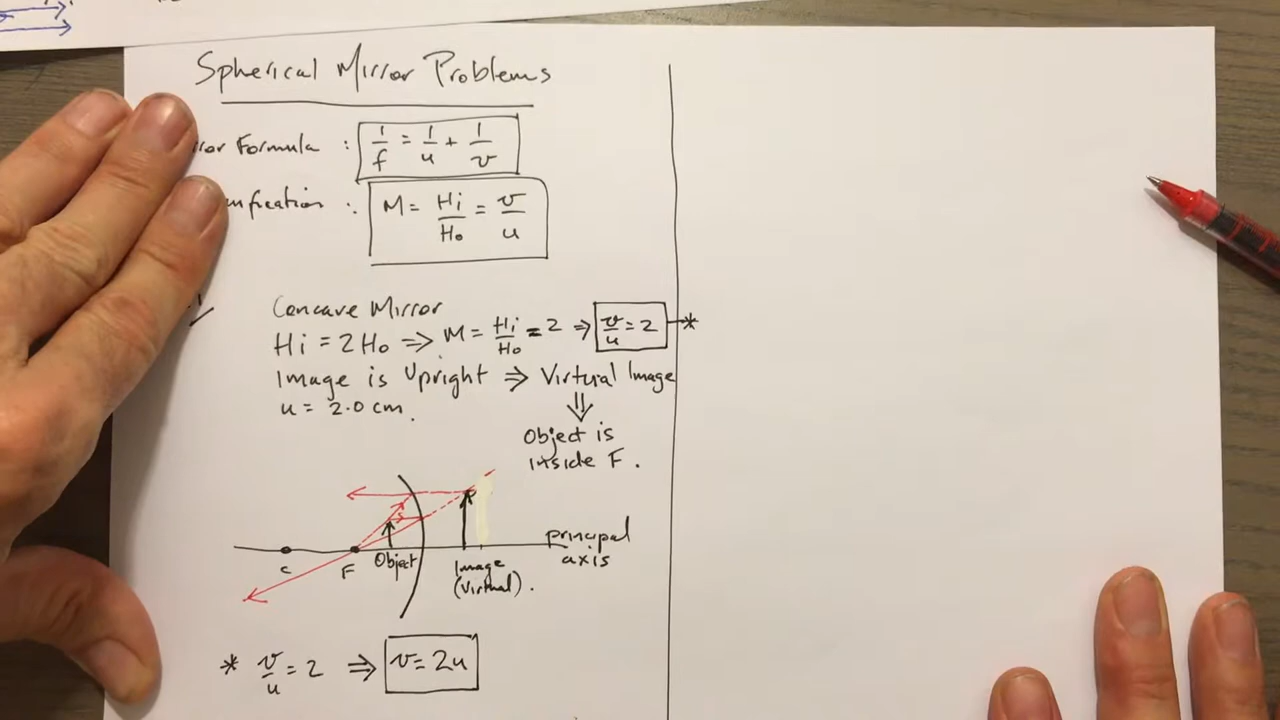 Spherical Mirror Problems
Formula : 1/f = 1/u + 1/v
: M = Hi/Ho = v/u
Concave Mirror
Hi = 2Ho ⇒ M = Hi/Ho = 2 ⇒ v/u = 2 *
Image is Upright ⇒ Virtual Image
u = 2.0 cm.
⇓
Object is
inside F.
principal
axis
C
F
Object
Image
(Virtual).
* v/u = 2 ⇒ v = 2u